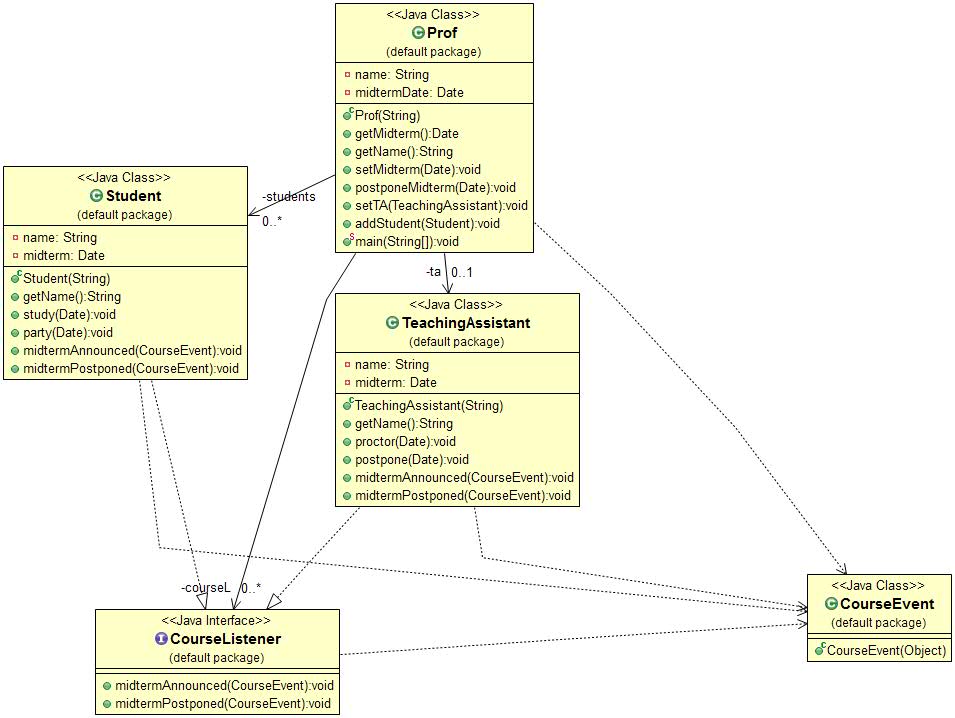 <<Java Class>>
Prof
(default package)
name: String
midtermDate: Date
Prof(String)
getMidterm():Date
getName():String
setMidterm(Date):void
postponeMidterm(Date):void
setTA(TeachingAssistant):void
addStudent(Student):void
main(String[]):void
<<Java Class>>
Student
(default package)
name: String
midterm: Date
Student(String)
getName():String
study(Date):void
party(Date):void
midtermAnnounced(CourseEvent):void
midtermPostponed(CourseEvent):void
-students
0..*
-ta 0..1
<<Java Class>>
TeachingAssistant
(default package)
name: String
midterm: Date
TeachingAssistant(String)
getName():String
proctor(Date):void
postpone(Date):void
midtermAnnounced(CourseEvent):void
midtermPostponed(CourseEvent):void
-courseL 0..*
<<Java Interface>>
CourseListener
(default package)
midtermAnnounced(CourseEvent):void
midtermPostponed(CourseEvent):void
<<Java Class>>
CourseEvent
(default package)
CourseEvent(Object)